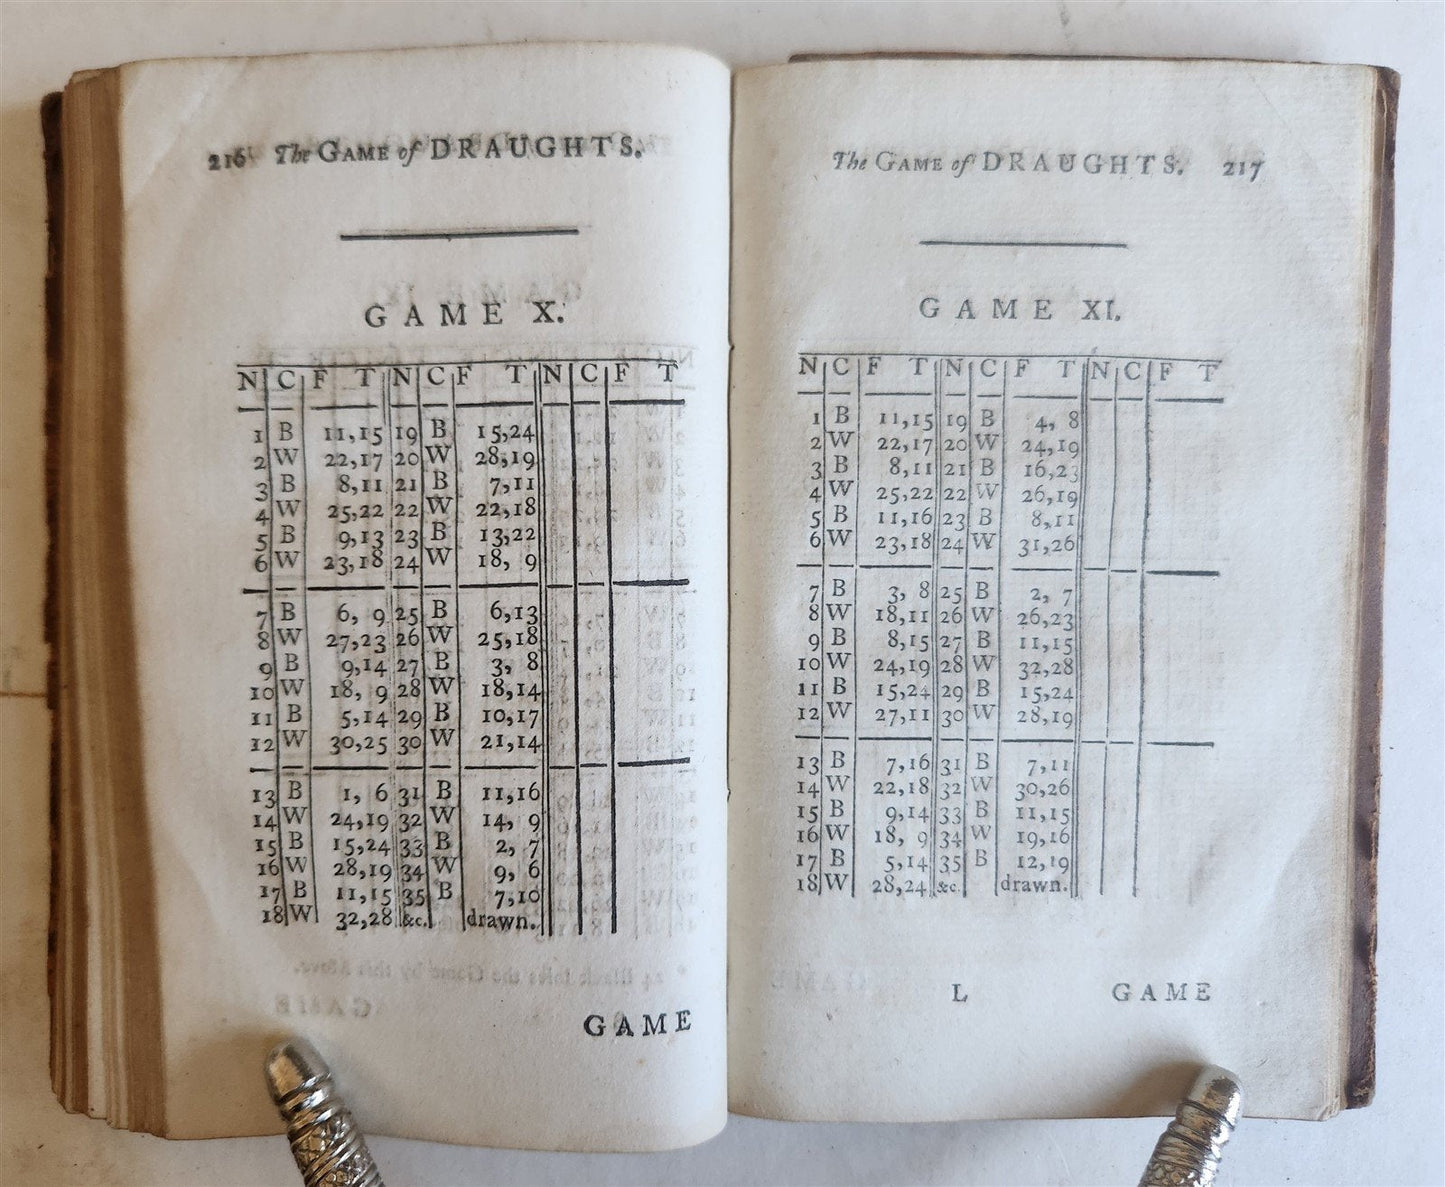 216 The GAME of DRAUGHTS.
GAME X.
N C F T N C F T N C F T
1 B 11,15 19 B 15,24
2 W 22,17 20 W 28,19
3 B 8,11 21 B 7,11
4 W 25,22 22 W 22,18
5 B 9,13 23 B 13,22
6 W 23,18 24 W 18, 9
7 B 6, 9 25 B 6,13
8 W 27,23 26 W 25,18
9 B 9,14 27 B 3, 8
10 W 18, 9 28 W 18,14
11 B 5,14 29 B 10,17
12 W 30,25 30 W 21,14
13 B 1, 6 31 B 11,16
14 W 24,19 32 W 14, 9
15 B 15,24 33 B 2, 7
16 W 28,19 34 W 9, 6
17 B 11,15 35 B 7,10
18 W 32,28 &c. drawn.
GAME
The GAME of DRAUGHTS. 217
GAME XI.
N C F T N C F T N C F T
1 B 11,15 19 B 4, 8
2 W 22,17 20 W 24,19
3 B 8,11 21 B 16,23
4 W 25,22 22 W 26,19
5 B 11,16 23 B 8,11
6 W 23,18 24 W 31,26
7 B 3, 8 25 B 2, 7
8 W 18,11 26 W 26,23
9 B 8,15 27 B 11,15
10 W 24,19 28 W 32,28
11 B 15,24 29 B 15,24
12 W 27,11 30 W 28,19
13 B 7,16 31 B 7,11
14 W 22,18 32 W 30,26
15 B 9,14 33 B 11,15
16 W 18, 9 34 W 19,16
17 B 5,14 35 B 12,19
18 W 28,24 &c. drawn.
L GAME